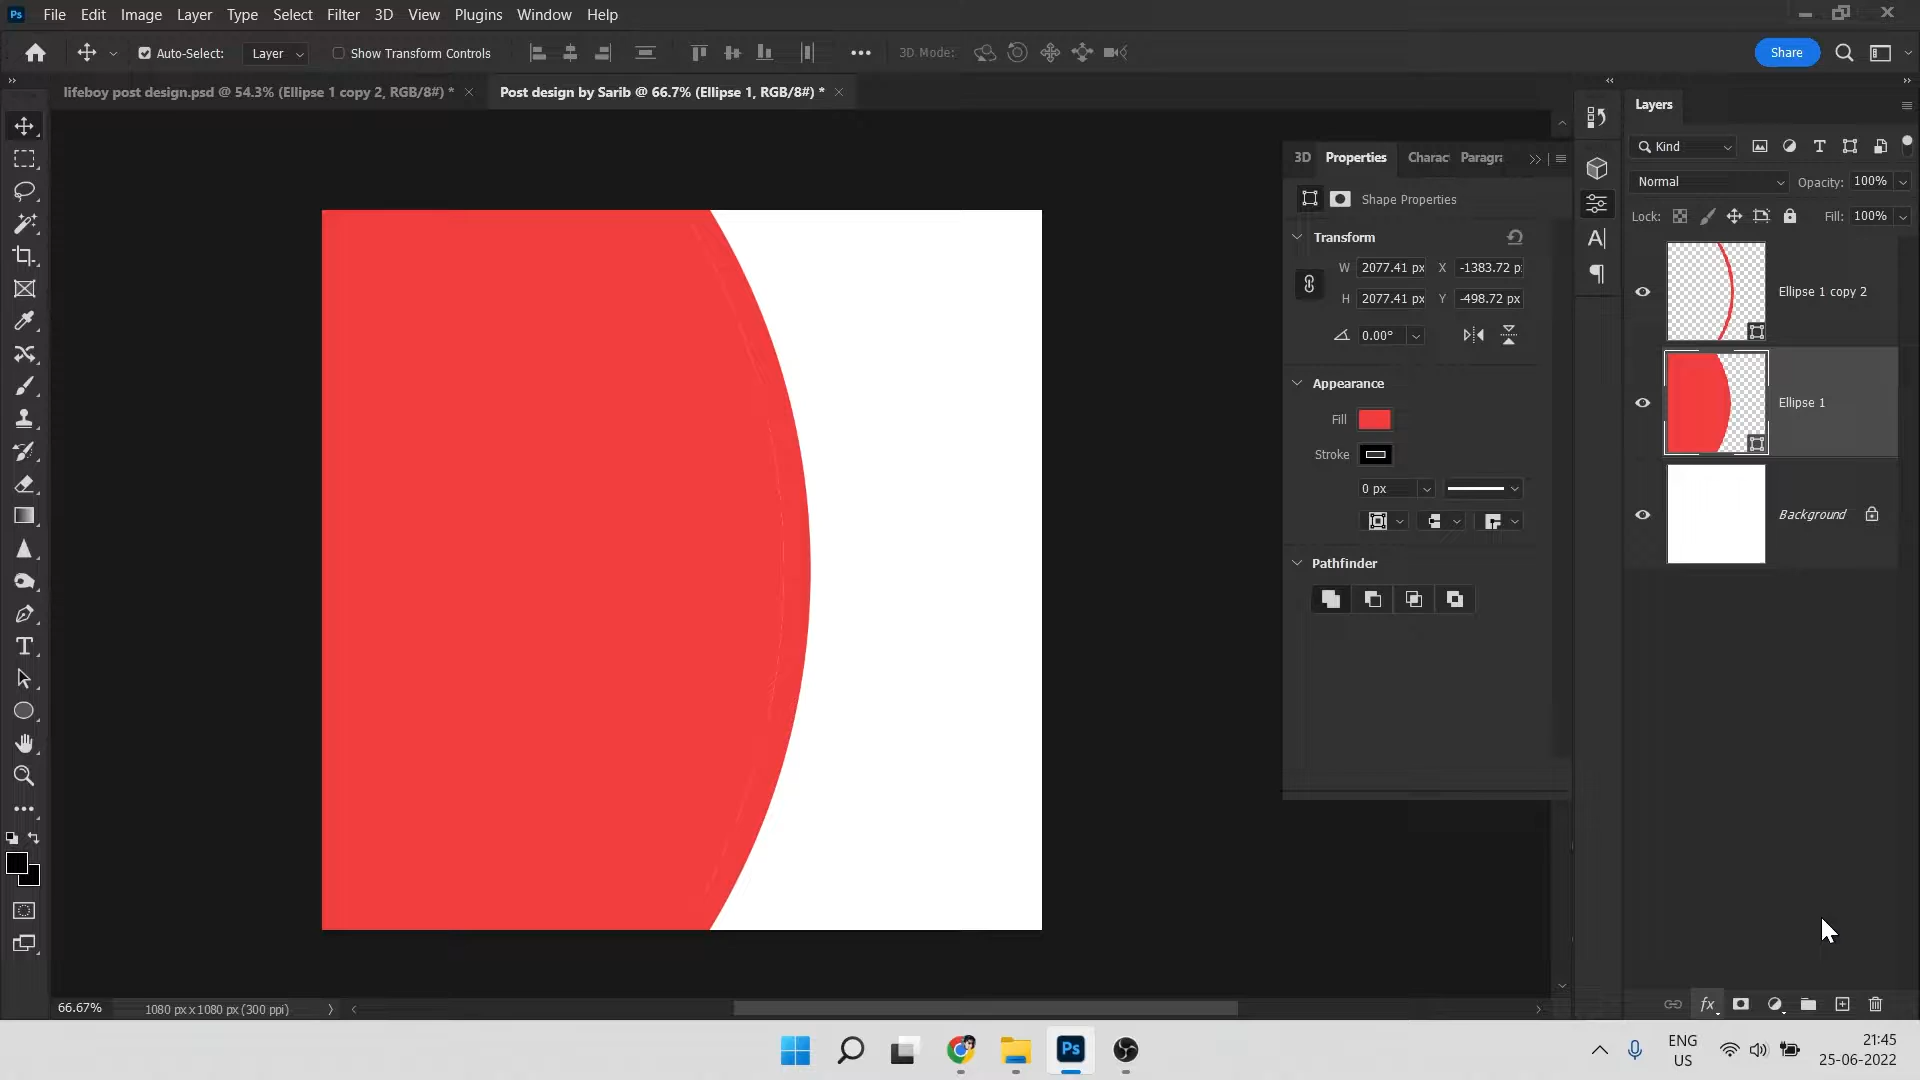 Ps File Edit Image Layer Type Select Filter 3D View Plugins Window Help
Auto-Select: Layer Show Transform Controls 3D Mode: Share
lifeboy post design.psd @ 54.3% (Ellipse 1 copy 2, RGB/8#) * Post design by Sarib @ 66.7% (Ellipse 1, RGB/8#) *
Layers
Kind
3D Properties Charac Paragra
Normal Opacity: 100%
Shape Properties
Lock: Fill: 100%
Transform
W 2077.41 px X -1383.72 p
H 2077.41 px Y -498.72 px
Ellipse 1 copy 2
0.00°
Appearance
Fill
Ellipse 1
Stroke
0 px
Background
Pathfinder
66.67% 1080 px x 1080 px (300 ppi)
fx
Ps
ENG
US
21:45
25-06-2022